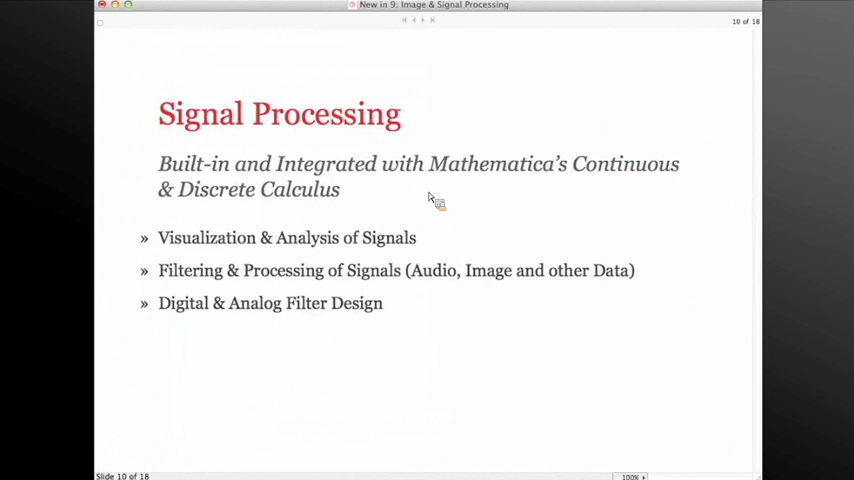 New in 9: Image & Signal Processing
10 of 18
Signal Processing
Built-in and Integrated with Mathematica's Continuous
& Discrete Calculus
» Visualization & Analysis of Signals
» Filtering & Processing of Signals (Audio, Image and other Data)
» Digital & Analog Filter Design
Slide 10 of 18
100%